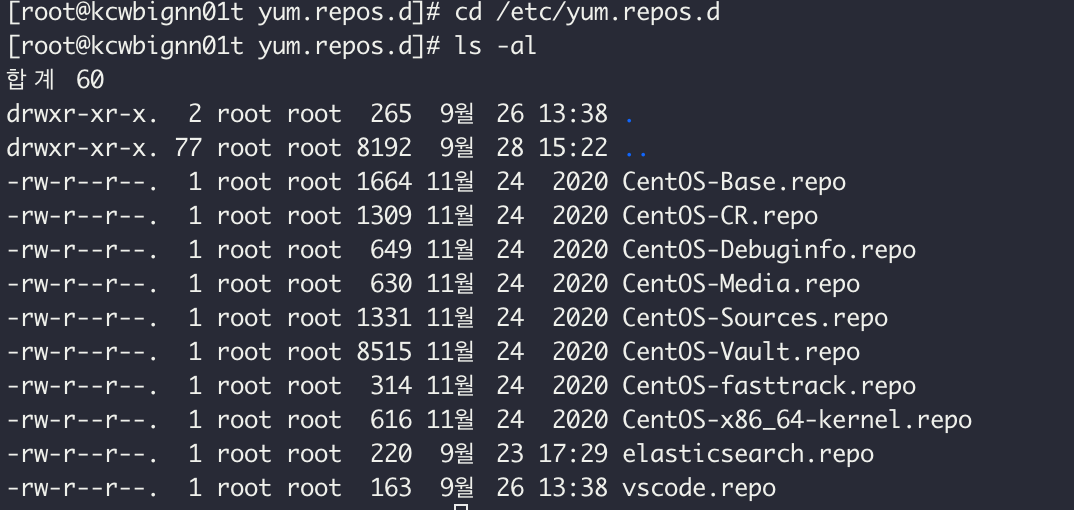 [root@kcwbignn01t yum.repos.d]# cd /etc/yum.repos.d
[root@kcwbignn01t yum.repos.d]# ls -al
합계 60
drwxr-xr-x.  2 root root  265  9월  26 13:38 .
drwxr-xr-x. 77 root root 8192  9월  28 15:22 ..
-rw-r--r--.  1 root root 1664 11월  24  2020 CentOS-Base.repo
-rw-r--r--.  1 root root 1309 11월  24  2020 CentOS-CR.repo
-rw-r--r--.  1 root root  649 11월  24  2020 CentOS-Debuginfo.repo
-rw-r--r--.  1 root root  630 11월  24  2020 CentOS-Media.repo
-rw-r--r--.  1 root root 1331 11월  24  2020 CentOS-Sources.repo
-rw-r--r--.  1 root root 8515 11월  24  2020 CentOS-Vault.repo
-rw-r--r--.  1 root root  314 11월  24  2020 CentOS-fasttrack.repo
-rw-r--r--.  1 root root  616 11월  24  2020 CentOS-x86_64-kernel.repo
-rw-r--r--.  1 root root  220  9월  23 17:29 elasticsearch.repo
-rw-r--r--.  1 root root  163  9월  26 13:38 vscode.repo